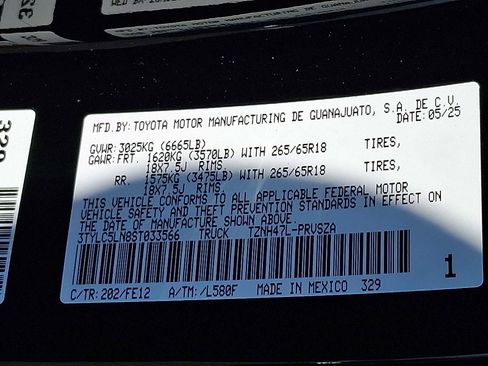 MFD.BY:TOYOTA MOTOR MANUFACTURING DE GUANAJUATO, S.A. DE C.V.
DATE:05/25
GVWR:3025KG (6665LB)
GAWR:FRT. 1620KG (3570LB) WITH 265/65R18 TIRES,
18X7.5J RIMS
RR. 1575KG (3475LB) WITH 265/65R18 TIRES,
18X7.5J RIMS
THIS VEHICLE CONFORMS TO ALL APPLICABLE FEDERAL MOTOR
VEHICLE SAFETY AND THEFT PREVENTION STANDARDS IN EFFECT ON
THE DATE OF MANUFACTURE SHOWN ABOVE.
3TYLC5LN8ST033566 TRUCK TZNH47L-PRVSZA
C/TR:202/FE12 A/TM:/L580F MADE IN MEXICO 329
1
329